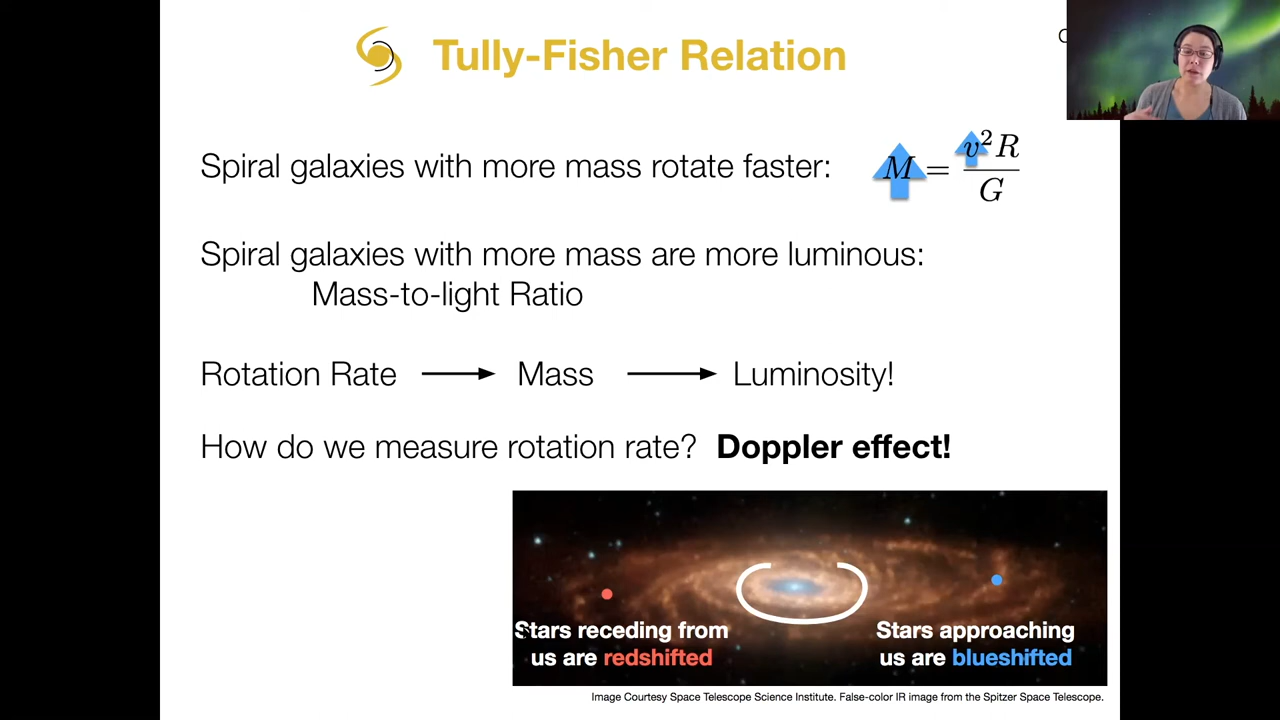 Tully-Fisher Relation
Spiral galaxies with more mass rotate faster: M = v²R / G
Spiral galaxies with more mass are more luminous:
Mass-to-light Ratio
Rotation Rate → Mass → Luminosity!
How do we measure rotation rate? Doppler effect!
Stars receding from
us are redshifted
Stars approaching
us are blueshifted
Image Courtesy Space Telescope Science Institute. False-color IR image from the Spitzer Space Telescope.